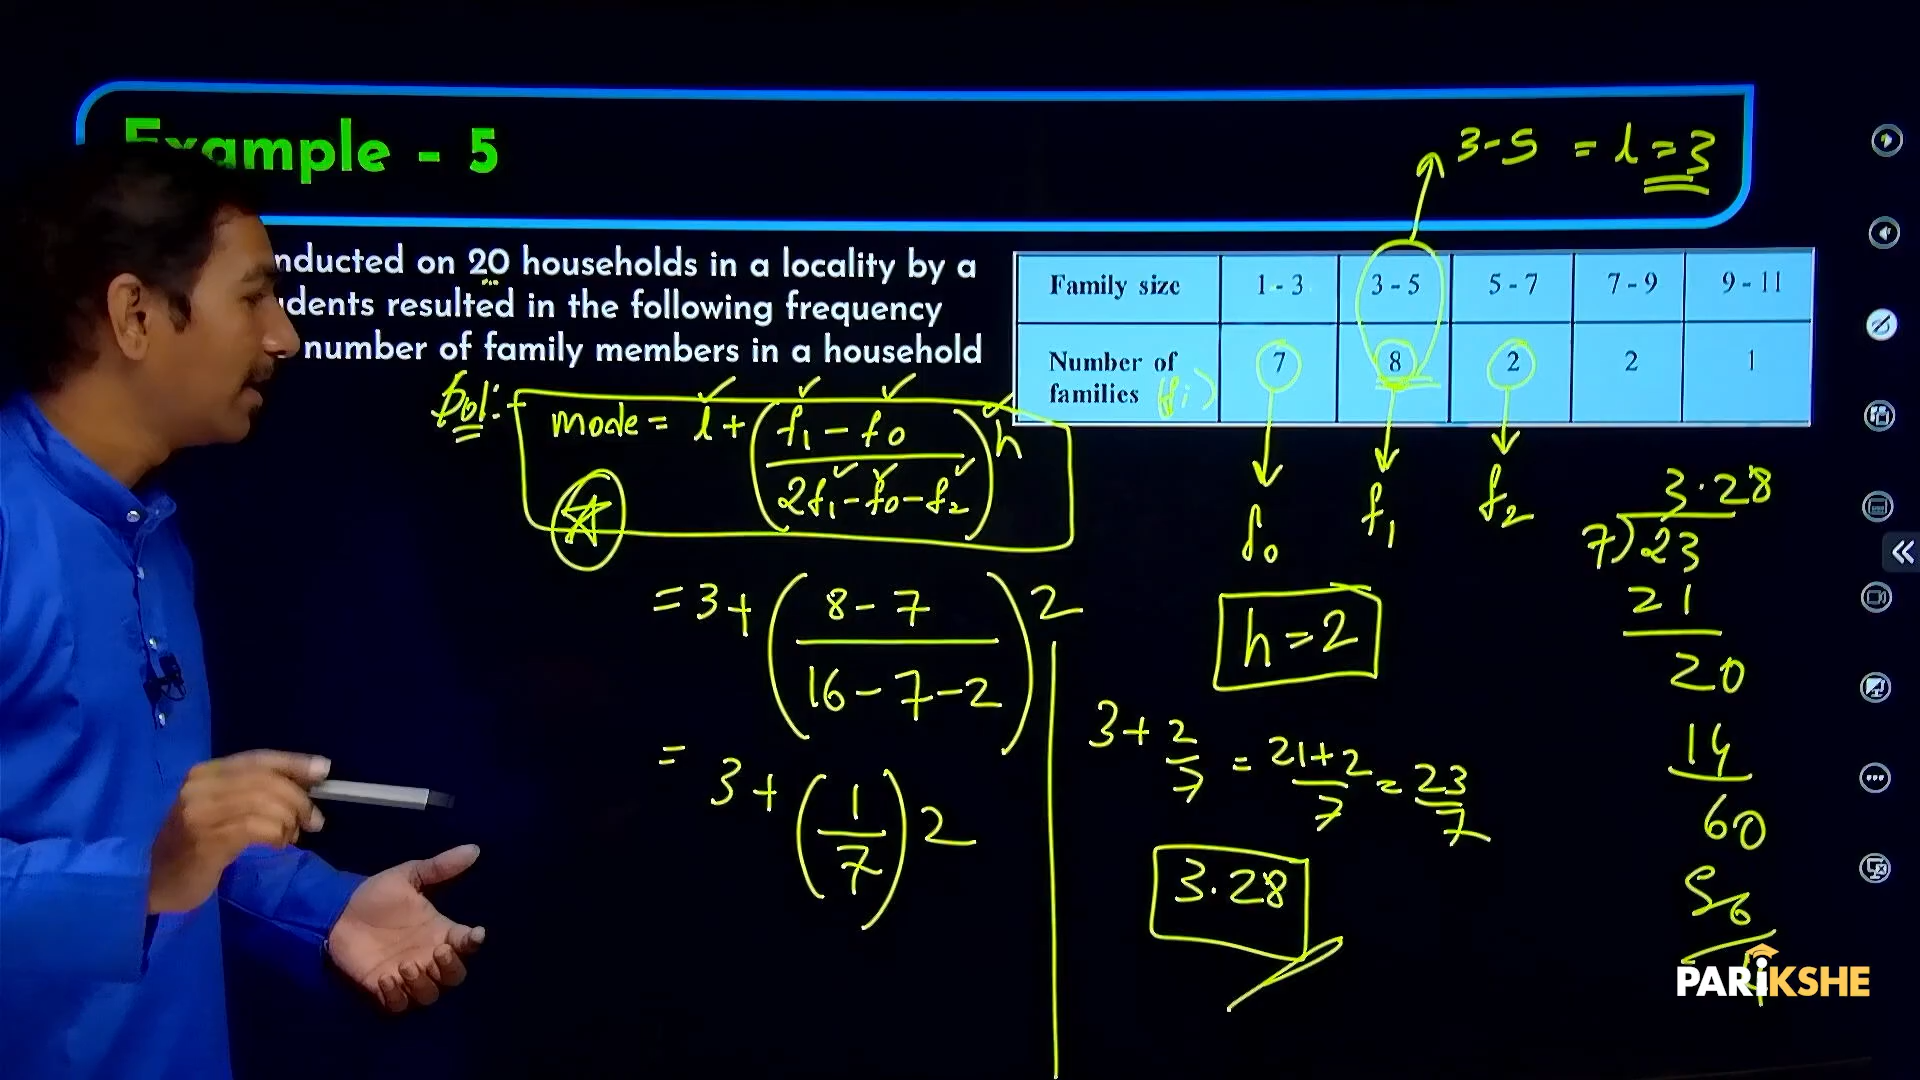 Example - 5
3-5 = l = 3
nducted on 20 households in a locality by a
dents resulted in the following frequency
number of family members in a household
Family size 1 - 3 3 - 5 5 - 7 7 - 9 9 - 11
Number of families (fi) 7 8 2 2 1
Sol:-
mode = l + (f1 - f0 / 2f1 - f0 - f2) h
f0 f1 f2
= 3 + (8 - 7 / 16 - 7 - 2) 2
h = 2
= 3 + (1/7) 2
3 + 2/7 = 21+2/7 = 23/7
3.28
3.28
7)23
21
20
14
60
56
PARIKSHE